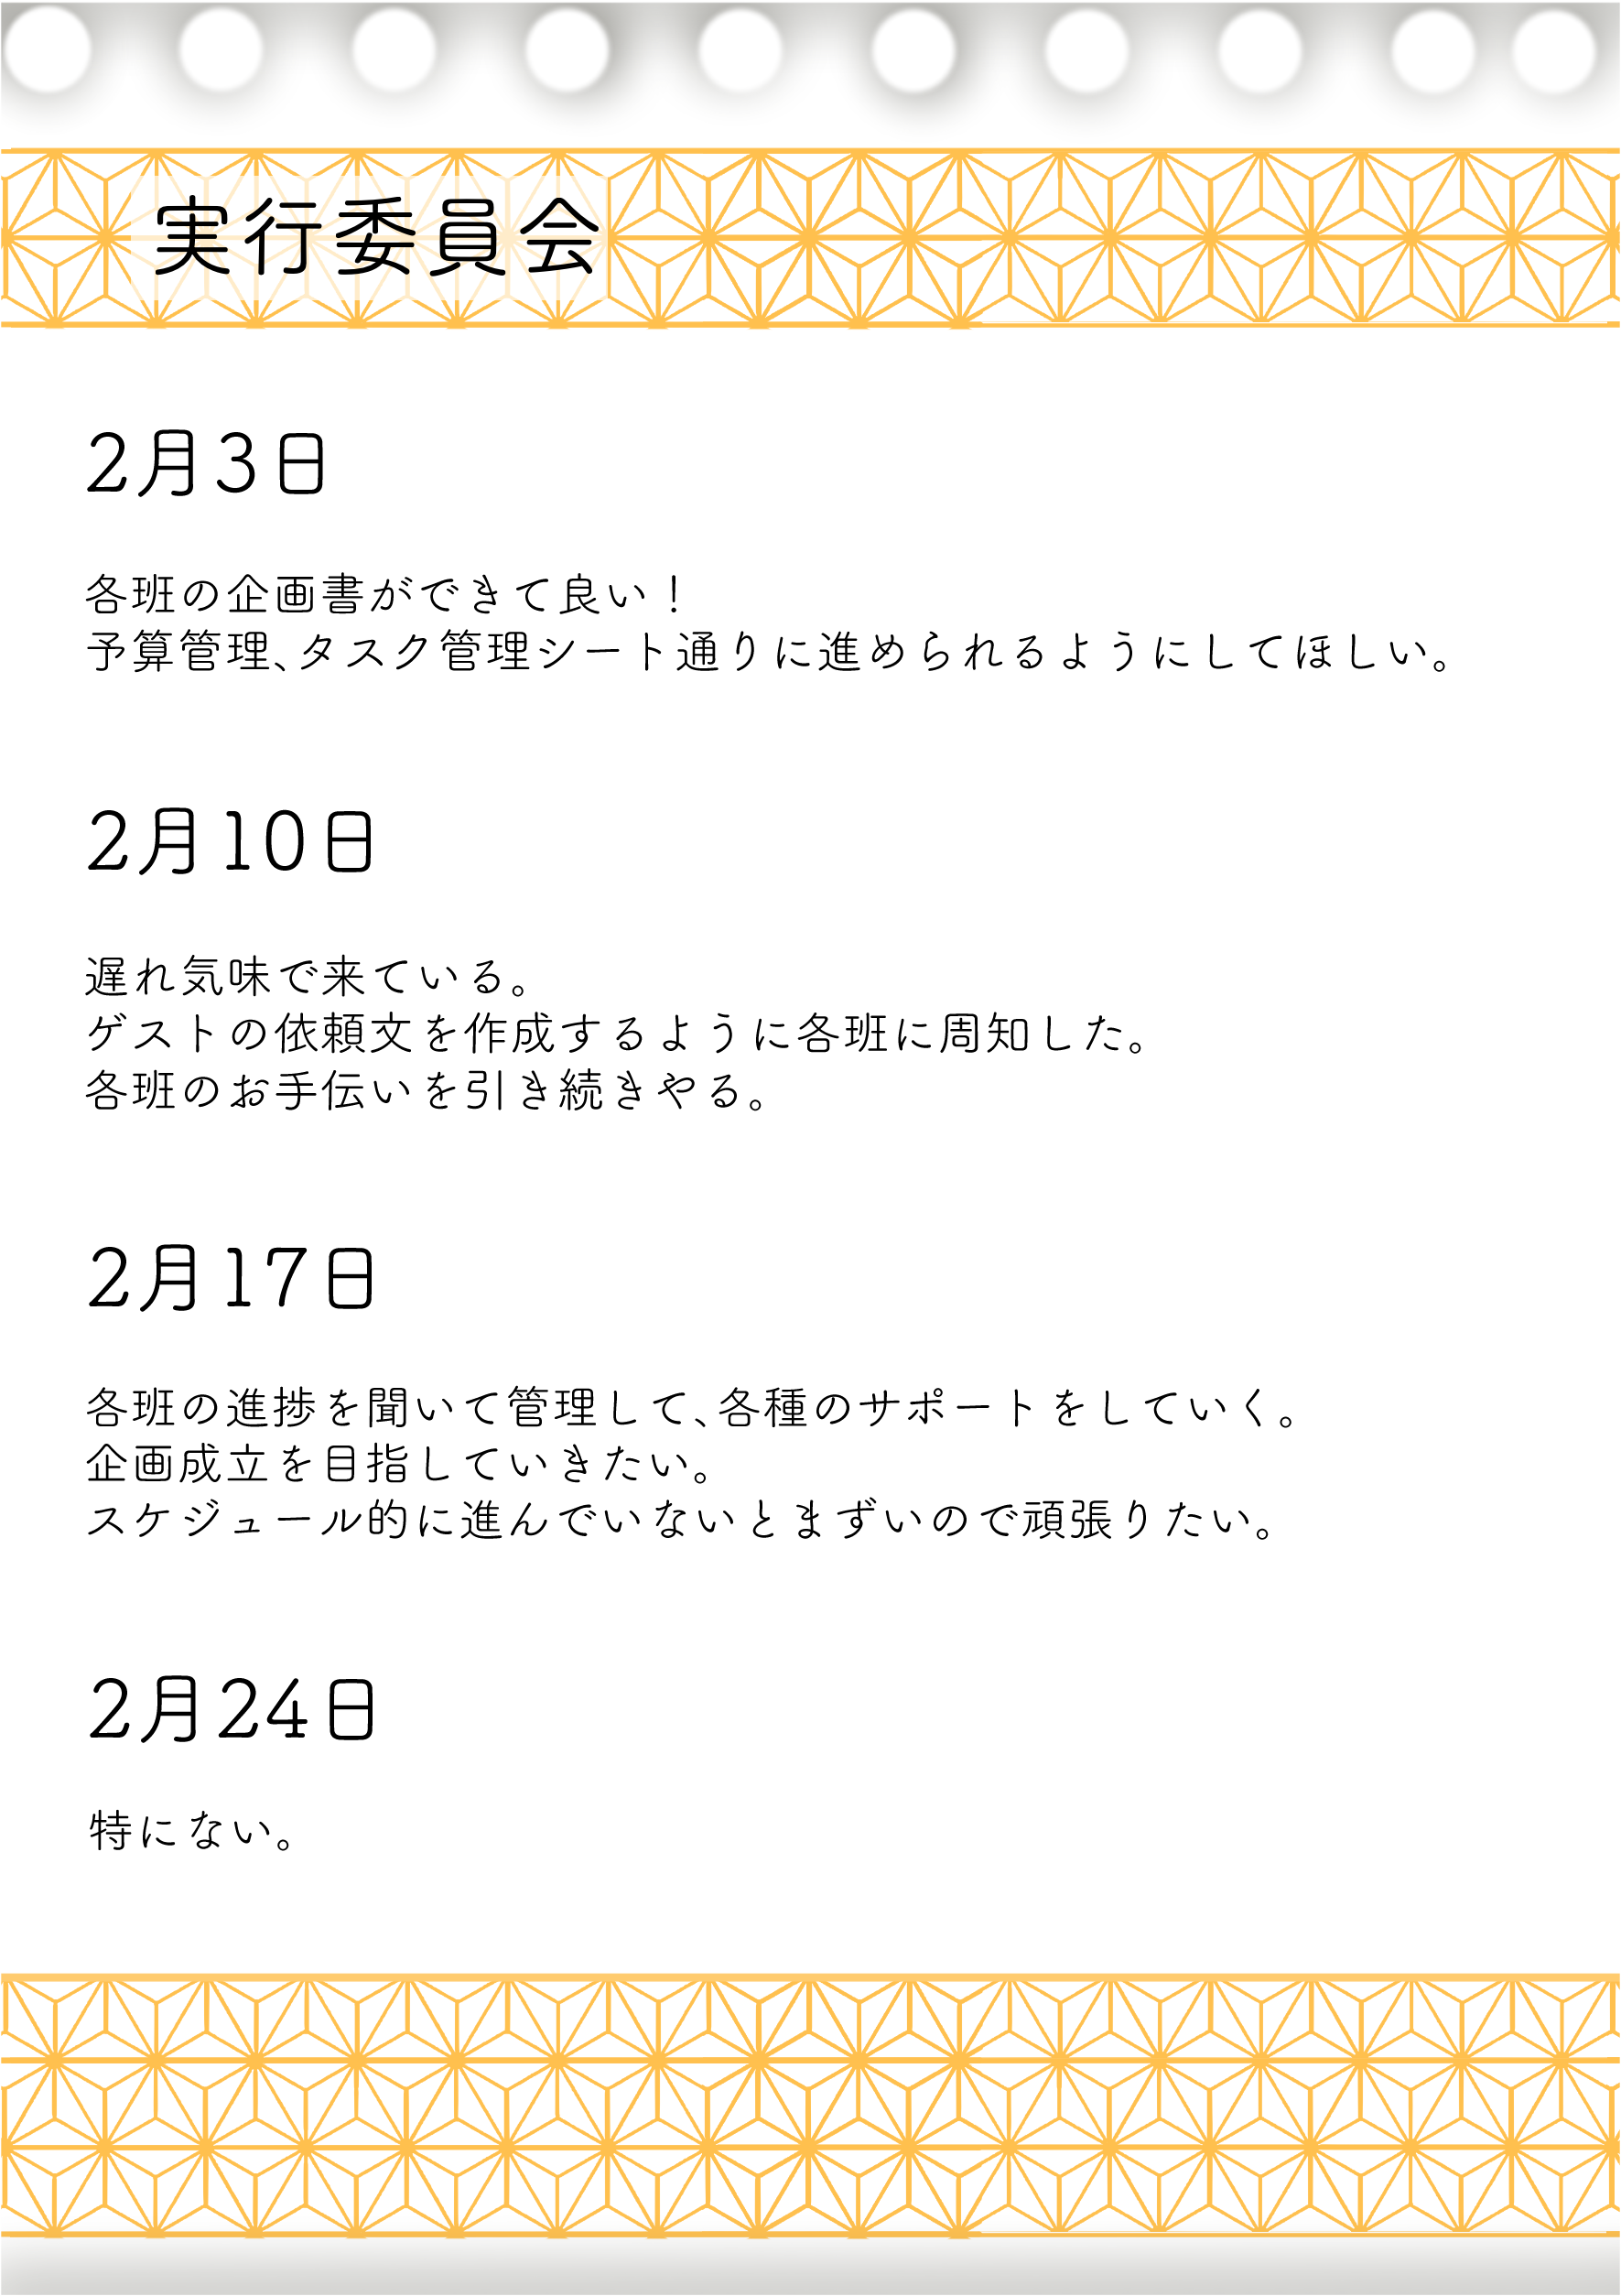 実行委員会
2月3日
各班の企画書ができて良い！
予算管理、タスク管理シート通りに進められるようにしてほしい。
2月10日
遅れ気味で来ている。
ゲストの依頼文を作成するように各班に周知した。
各班のお手伝いを引き続きやる。
2月17日
各班の進捗を聞いて管理して、各種のサポートをしていく。
企画成立を目指していきたい。
スケジュール的に進んでいないとまずいので頑張りたい。
2月24日
特にない。